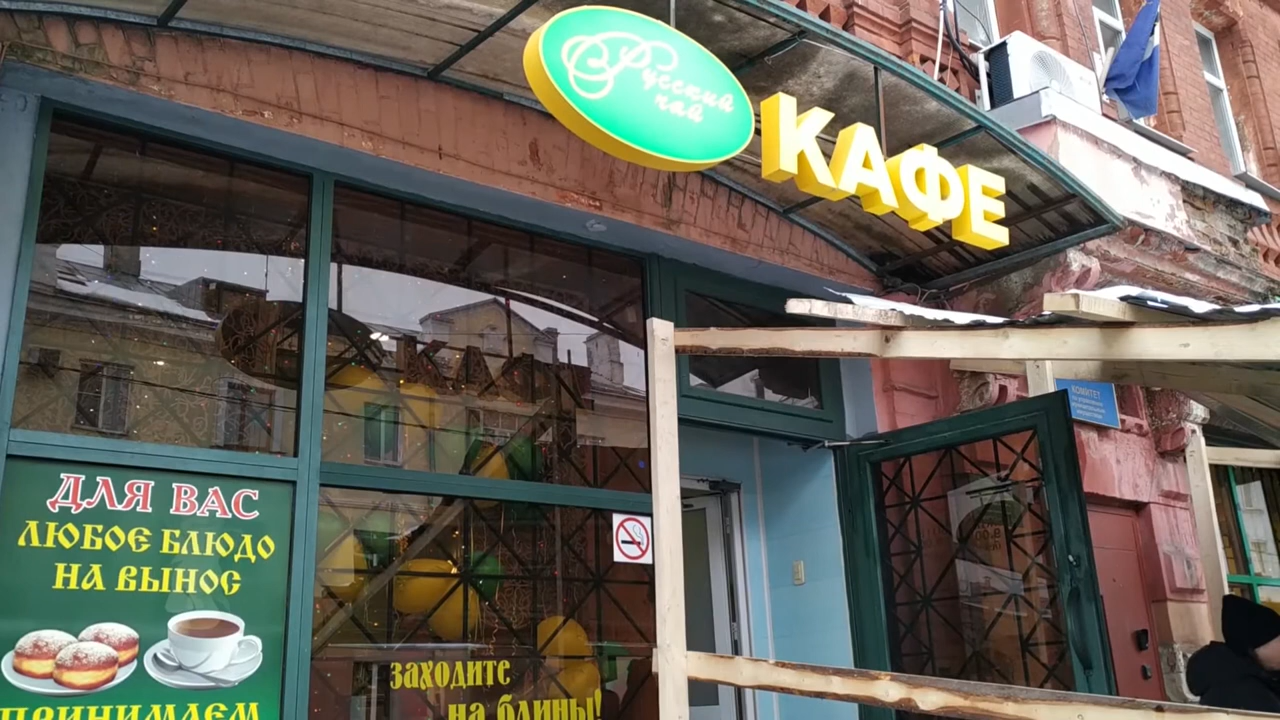 Русский
чай
КАФЕ
КОМИТЕТ
ДЛЯ ВАС
ЛЮБОЕ БЛЮДО
НА ВЫНОС
ПРИНИМАЕМ
заходите
на блины!